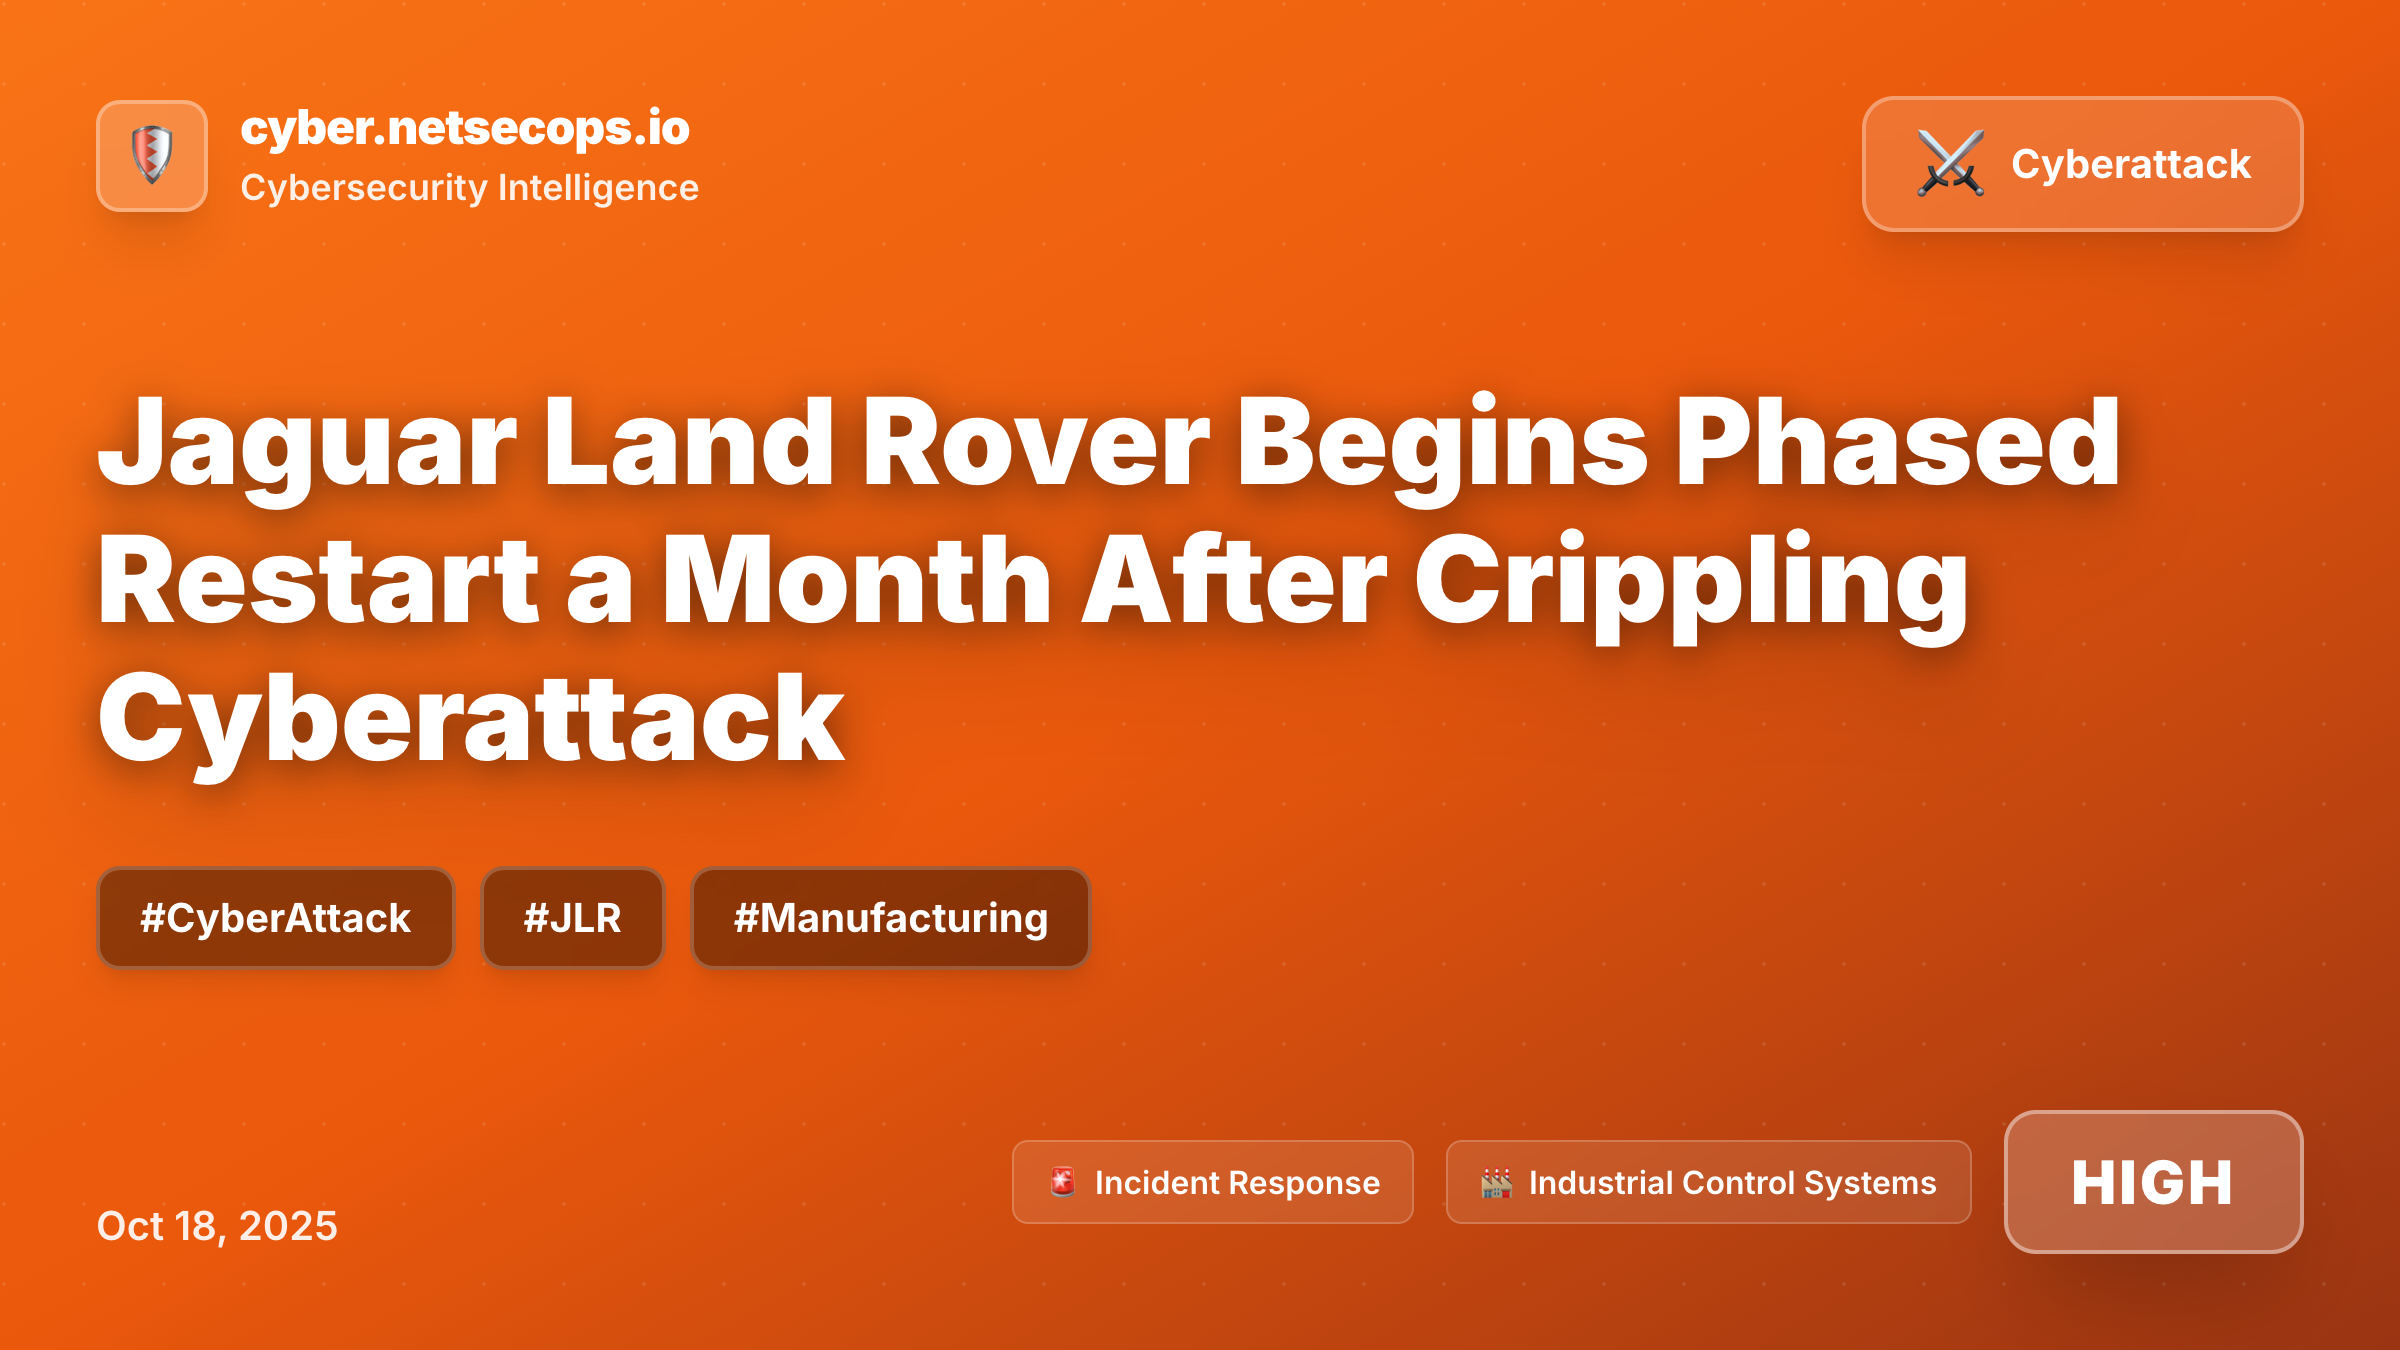 cyber.netsecops.io
Cybersecurity Intelligence
Cyberattack
Jaguar Land Rover Begins Phased
Restart a Month After Crippling
Cyberattack
#CyberAttack
#JLR
#Manufacturing
Oct 18, 2025
Incident Response
Industrial Control Systems
HIGH